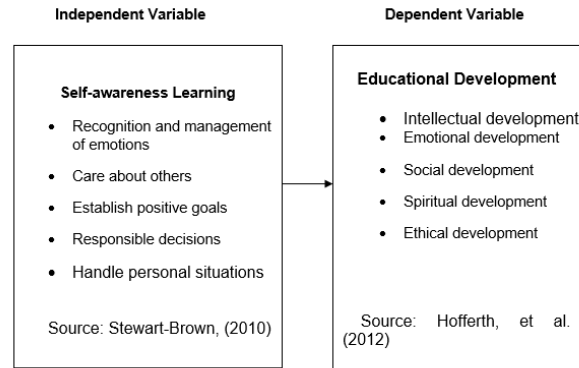 Independent Variable
Dependent Variable
Self-awareness Learning
• Recognition and management
of emotions
• Care about others
• Establish positive goals
• Responsible decisions
• Handle personal situations
Source: Stewart-Brown, (2010)
Educational Development
• Intellectual development
• Emotional development
• Social development
• Spiritual development
• Ethical development
Source: Hofferth, et al.
(2012)